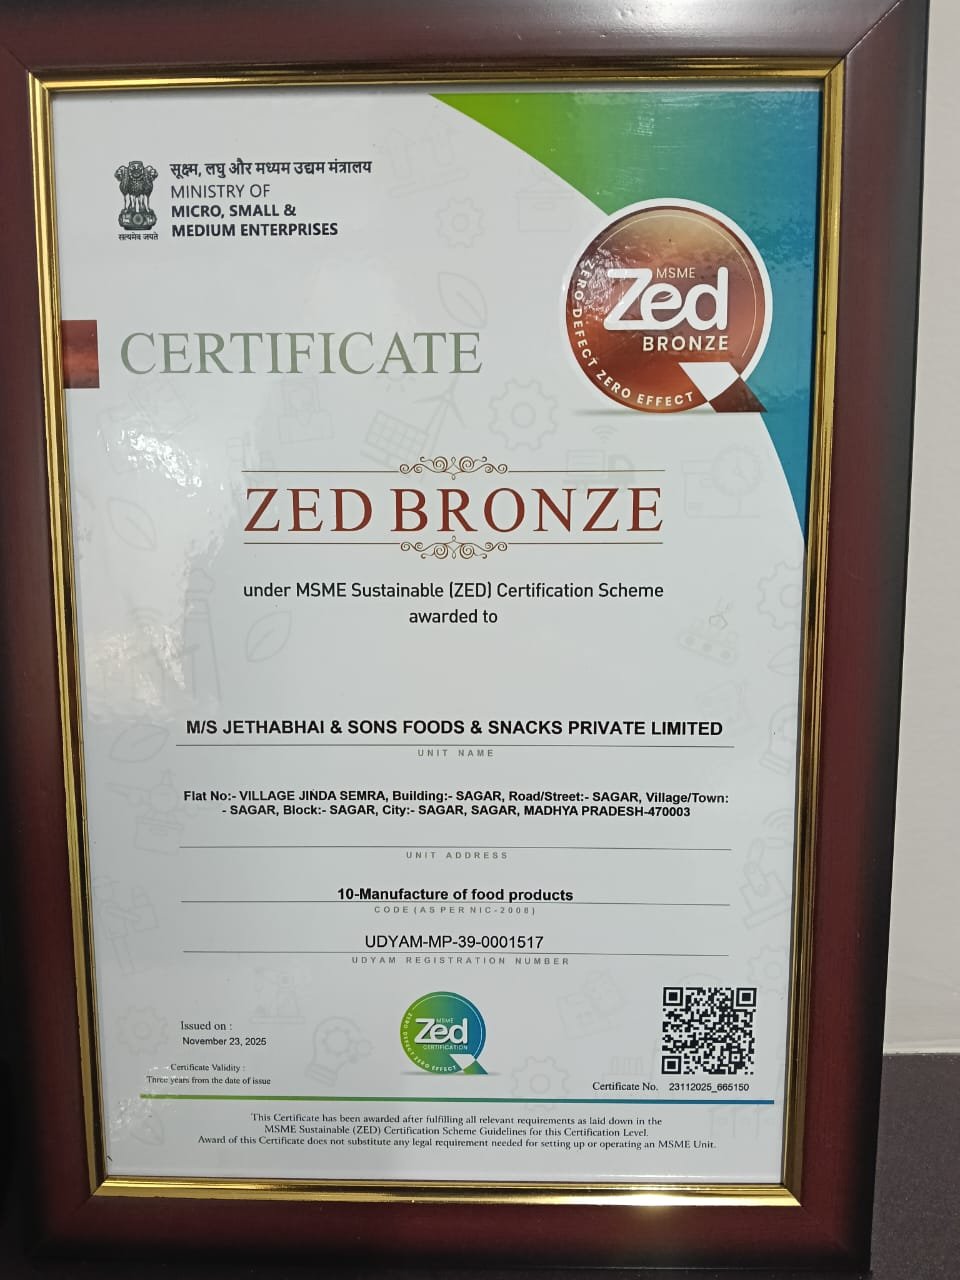 सूक्ष्म, लघु और मध्यम उद्यम मंत्रालय
MINISTRY OF
MICRO, SMALL &
MEDIUM ENTERPRISES
सत्यमेव जयते
MSME
Zed
BRONZE
ZERO DEFECT ZERO EFFECT
CERTIFICATE
ZED BRONZE
under MSME Sustainable (ZED) Certification Scheme
awarded to
M/S JETHABHAI & SONS FOODS & SNACKS PRIVATE LIMITED
UNIT NAME
Flat No:- VILLAGE JINDA SEMRA, Building:- SAGAR, Road/Street:- SAGAR, Village/Town:
- SAGAR, Block:- SAGAR, City:- SAGAR, SAGAR, MADHYA PRADESH-470003
UNIT ADDRESS
10-Manufacture of food products
CODE (AS PER NIC-2008)
UDYAM-MP-39-0001517
UDYAM REGISTRATION NUMBER
Issued on :
November 23, 2025
Certificate Validity :
Three years from the date of issue
MSME
Zed
CERTIFICATION
ZERO DEFECT ZERO EFFECT
Certificate No. 23112025_665150
This Certificate has been awarded after fulfilling all relevant requirements as laid down in the
MSME Sustainable (ZED) Certification Scheme Guidelines for this Certification Level.
Award of this Certificate does not substitute any legal requirement needed for setting up or operating an MSME Unit.